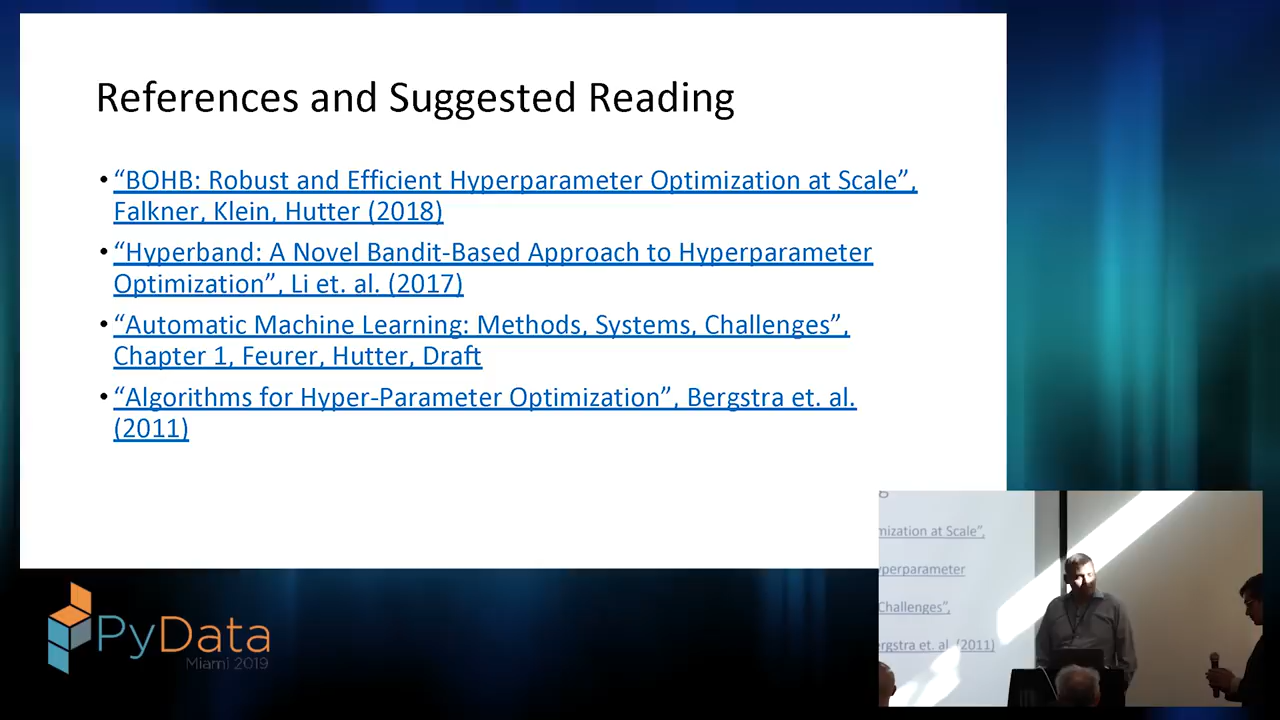 References and Suggested Reading
• “BOHB: Robust and Efficient Hyperparameter Optimization at Scale”,
Falkner, Klein, Hutter (2018)
• “Hyperband: A Novel Bandit-Based Approach to Hyperparameter
Optimization”, Li et. al. (2017)
• “Automatic Machine Learning: Methods, Systems, Challenges”,
Chapter 1, Feurer, Hutter, Draft
• “Algorithms for Hyper-Parameter Optimization”, Bergstra et. al.
(2011)
g
mization at Scale”,
yperparameter
Challenges”,
ergstra et. al. (2011)
PyData
Miami 2019